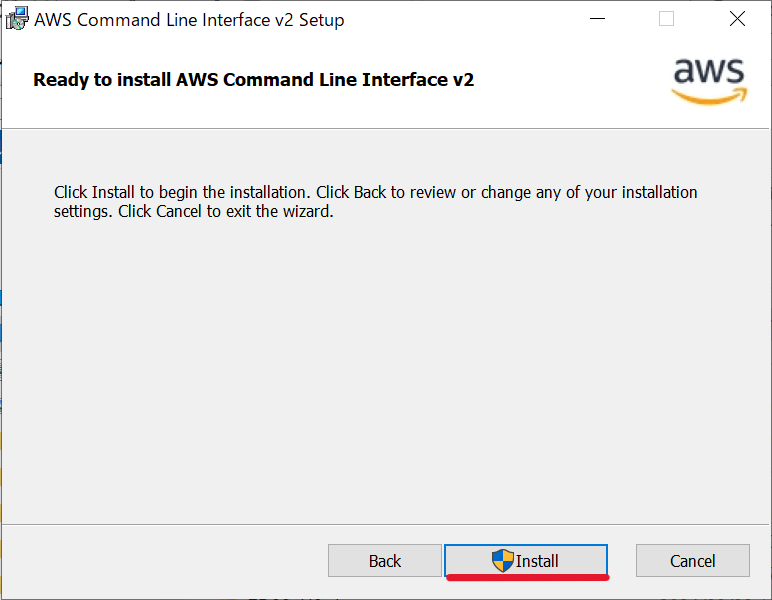 AWS Command Line Interface v2 Setup
Ready to install AWS Command Line Interface v2
aws
Click Install to begin the installation. Click Back to review or change any of your installation
settings. Click Cancel to exit the wizard.
Back
Install
Cancel